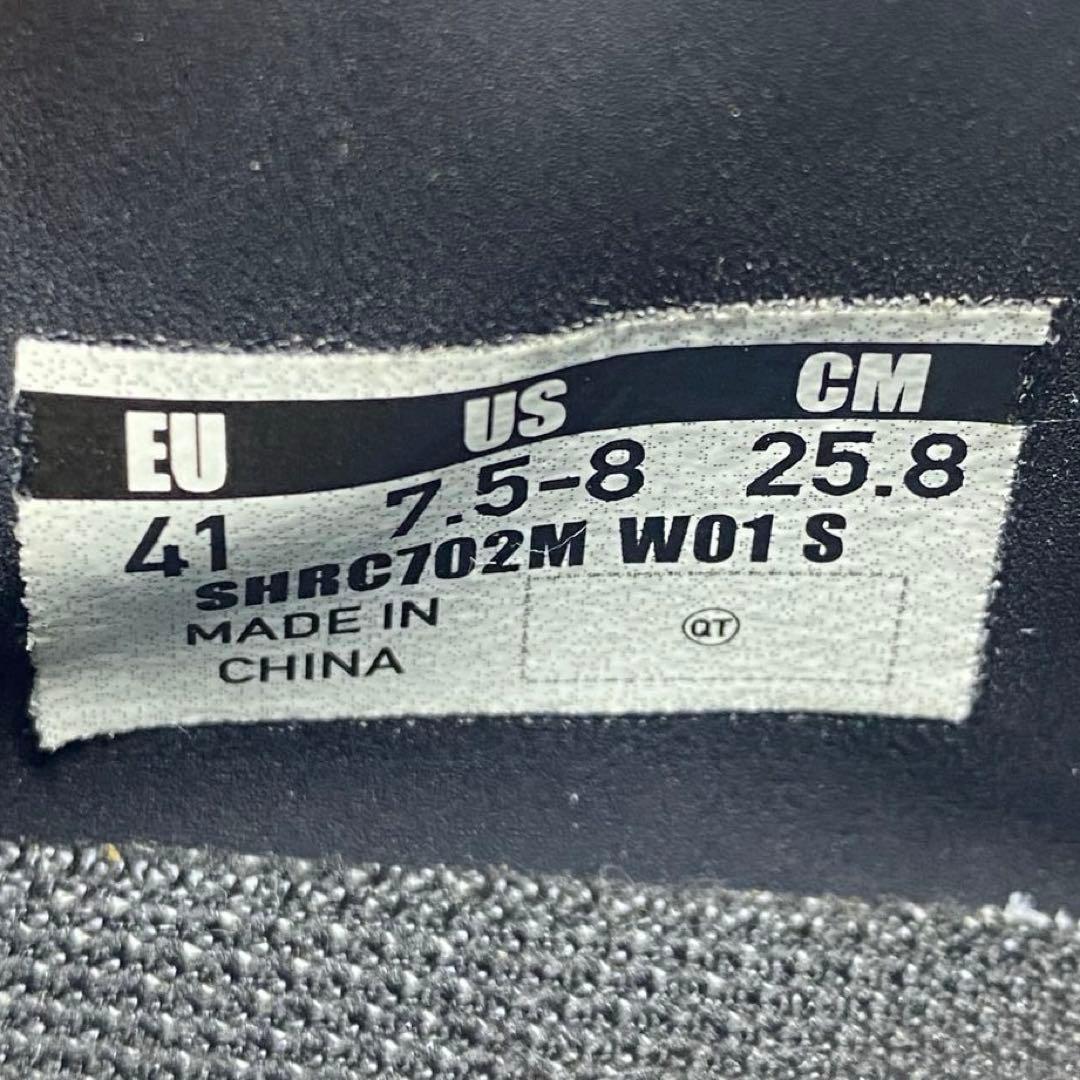 EU US CM
41 7.5-8 25.8
SHRC702M W01 S
MADE IN
CHINA
QT